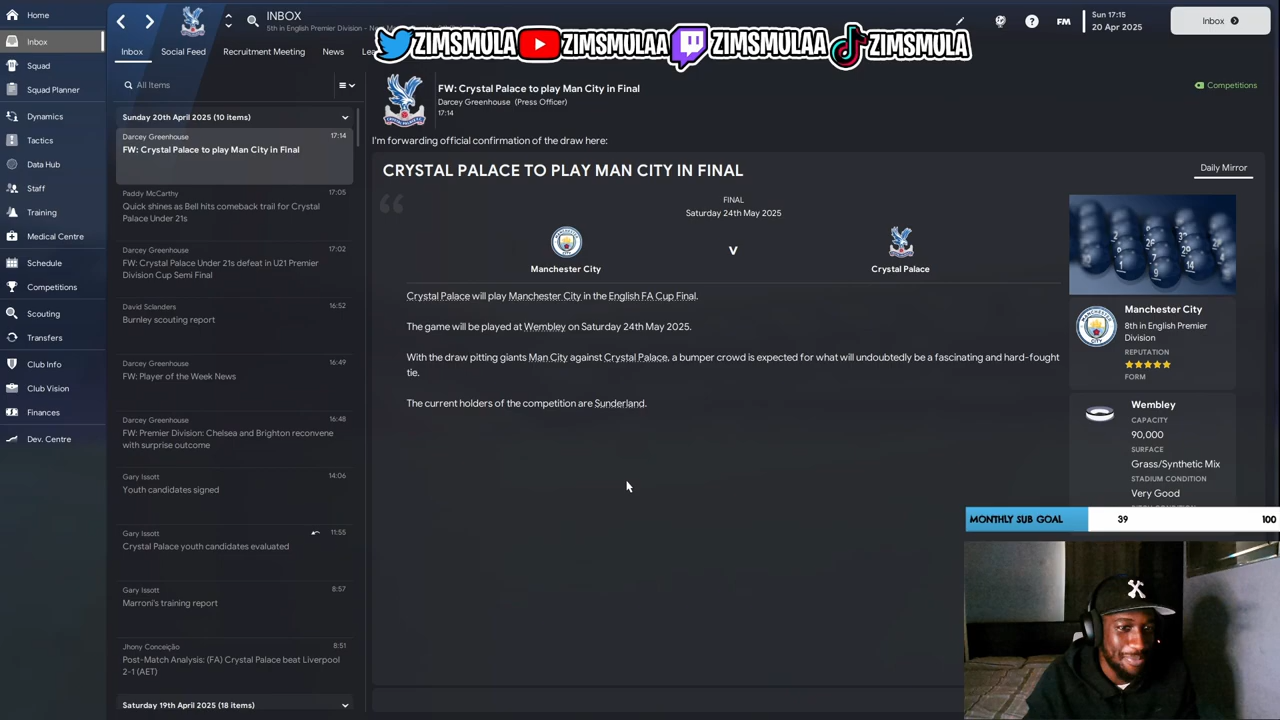 Home
Inbox
Squad
Squad Planner
Dynamics
Tactics
Data Hub
Staff
Training
Medical Centre
Schedule
Competitions
Scouting
Transfers
Club Info
Club Vision
Finances
Dev. Centre
INBOX
5th in English Premier Division -
ZIMSMULA
ZIMSMULAA
ZIMSMULAA
ZIMSMULA
FM
Sun 17:15
20 Apr 2025
Inbox
Inbox
Social Feed
Recruitment Meeting
News
All Items
Sunday 20th April 2025 (10 items)
Darcey Greenhouse
17:14
FW: Crystal Palace to play Man City in Final
Paddy McCarthy
17:05
Quick shines as Bell hits comeback trail for Crystal
Palace Under 21s
Darcey Greenhouse
17:02
FW: Crystal Palace Under 21s defeat in U21 Premier
Division Cup Semi Final
David Sclanders
16:52
Burnley scouting report
Darcey Greenhouse
16:49
FW: Player of the Week News
Darcey Greenhouse
16:48
FW: Premier Division: Chelsea and Brighton reconvene
with surprise outcome
Gary Issott
14:06
Youth candidates signed
Gary Issott
11:55
Crystal Palace youth candidates evaluated
Gary Issott
8:57
Marroni's training report
Jhony Conceição
8:51
Post-Match Analysis: (FA) Crystal Palace beat Liverpool
2-1 (AET)
Saturday 19th April 2025 (18 items)
FW: Crystal Palace to play Man City in Final
Darcey Greenhouse (Press Officer)
17:14
Competitions
I'm forwarding official confirmation of the draw here:
CRYSTAL PALACE TO PLAY MAN CITY IN FINAL
Daily Mirror
FINAL
Saturday 24th May 2025
Manchester City
V
Crystal Palace
Crystal Palace will play Manchester City in the English FA Cup Final.
The game will be played at Wembley on Saturday 24th May 2025.
With the draw pitting giants Man City against Crystal Palace, a bumper crowd is expected for what will undoubtedly be a fascinating and hard-fought
tie.
The current holders of the competition are Sunderland.
Manchester City
8th in English Premier
Division
REPUTATION
FORM
Wembley
CAPACITY
90,000
SURFACE
Grass/Synthetic Mix
STADIUM CONDITION
Very Good
MONTHLY SUB GOAL
39
100